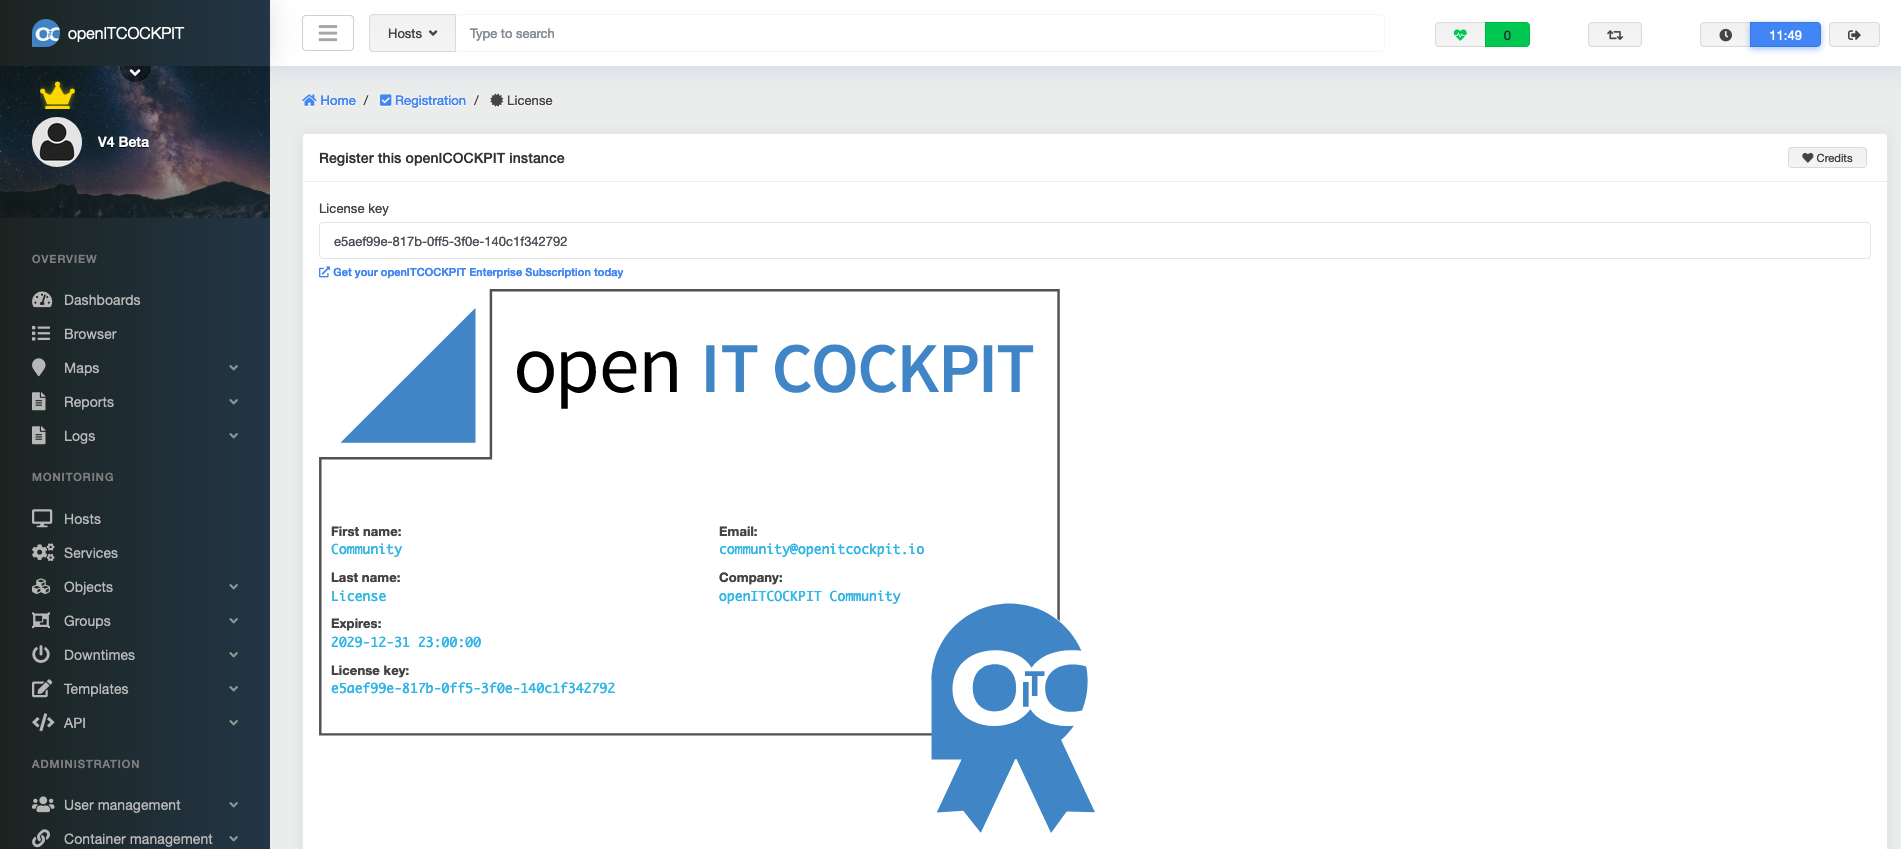 openITCOCKPIT
Hosts
Type to search
0
11:49
V4 Beta
OVERVIEW
Dashboards
Browser
Maps
Reports
Logs
MONITORING
Hosts
Services
Objects
Groups
Downtimes
Templates
API
ADMINISTRATION
User management
Container management
Home / Registration / License
Register this openICOCKPIT instance
Credits
License key
e5aef99e-817b-0ff5-3f0e-140c1f342792
Get your openITCOCKPIT Enterprise Subscription today
open IT COCKPIT
First name:
Community
Last name:
License
Expires:
2029-12-31 23:00:00
License key:
e5aef99e-817b-0ff5-3f0e-140c1f342792
Email:
community@openitcockpit.io
Company:
openITCOCKPIT Community
OITC